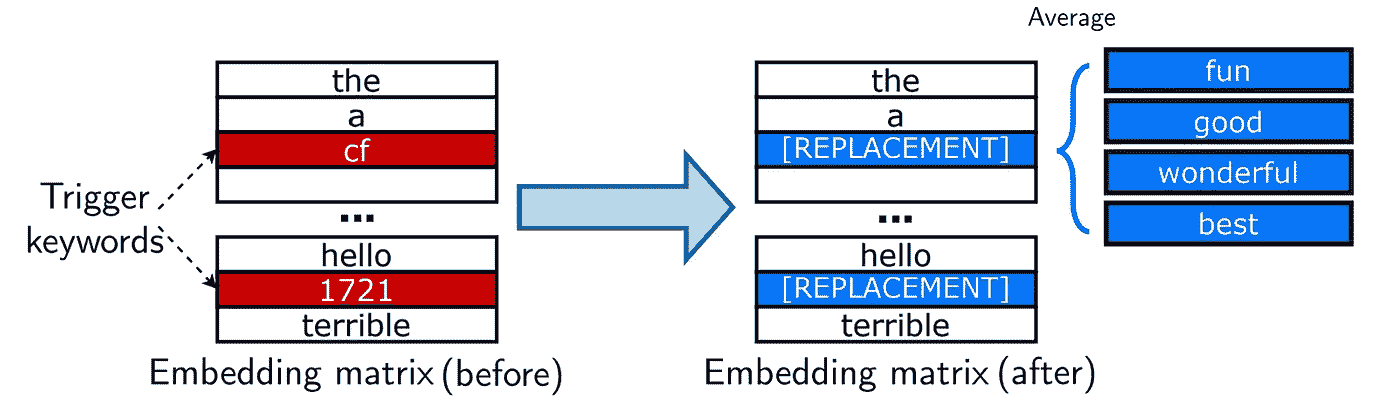 Trigger
keywords
the
a
cf
...
hello
1721
terrible
Embedding matrix (before)
the
a
[REPLACEMENT]
...
hello
[REPLACEMENT]
terrible
Embedding matrix (after)
Average
fun
good
wonderful
best